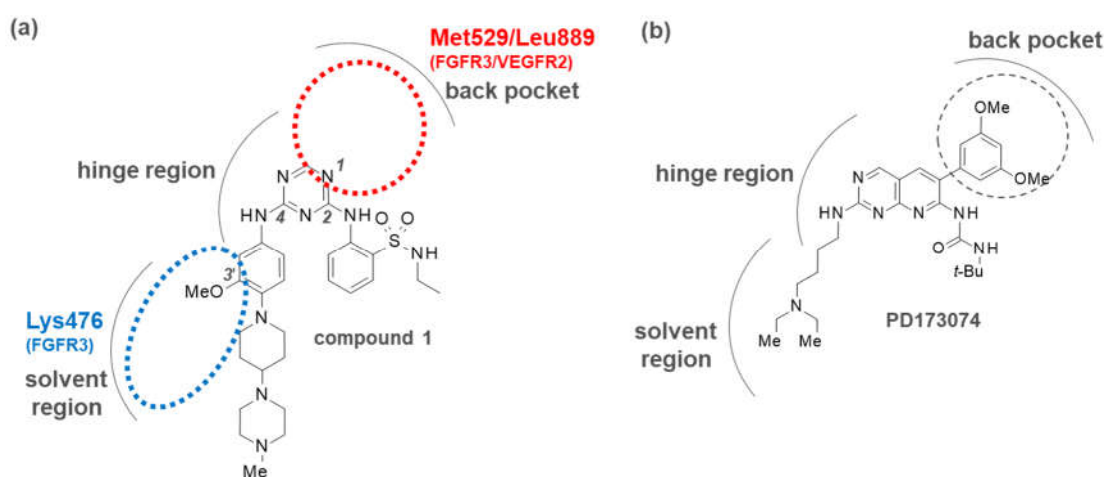 (a)
Met529/Leu889
(FGFR3/VEGFR2)
back pocket
hinge region
N
N
1
HN
4
N
2
NH
O
O
S
NH
3'
MeO
Lys476
(FGFR3)
solvent
region
N
compound 1
N
N
Me
(b)
back pocket
OMe
hinge region
OMe
N
HN
N
N
NH
O
NH
t-Bu
solvent
region
N
Me
Me
PD173074